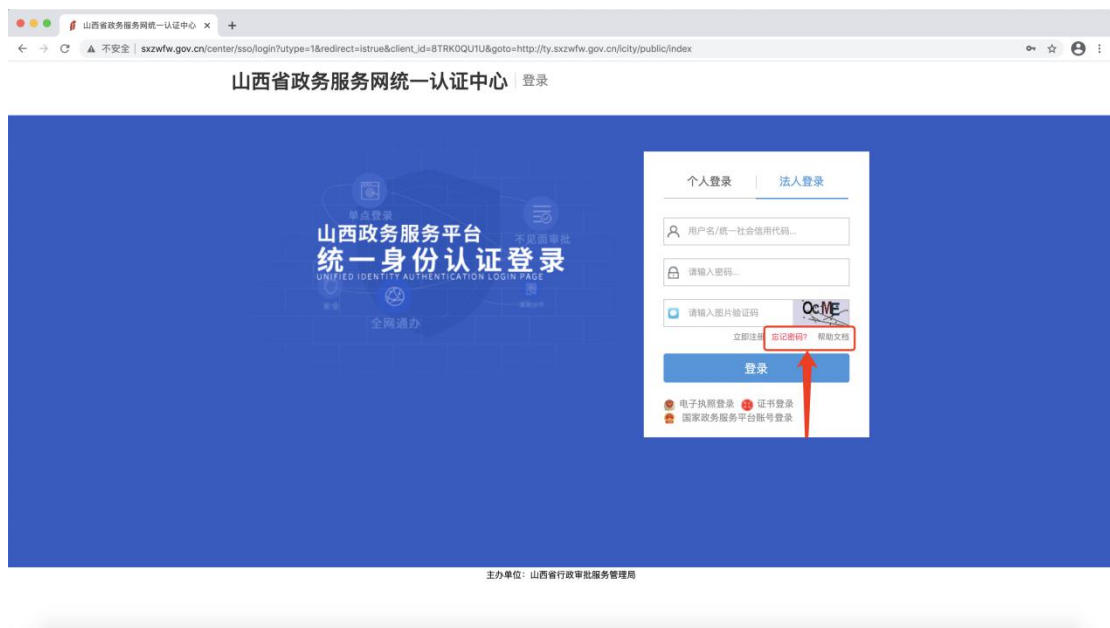 山西省政务服务网统一认证中心
不安全 | sxzwfw.gov.cn/center/sso/login?utype=1&redirect=istrue&client_id=8TRK0QU1U&goto=http://ty.sxzwfw.gov.cn/icity/public/index
山西省政务服务网统一认证中心 登录
个人登录 法人登录
单点登录
山西政务服务平台
不见面审批
统一身份认证登录
UNIFIED IDENTITY AUTHENTICATION LOGIN PAGE
全网通办
用户名/统一社会信用代码...
请输入密码...
请输入图片验证码 OcME
立即注册 忘记密码? 帮助文档
登录
电子执照登录 证书登录
国家政务服务平台账号登录
主办单位：山西省行政审批服务管理局